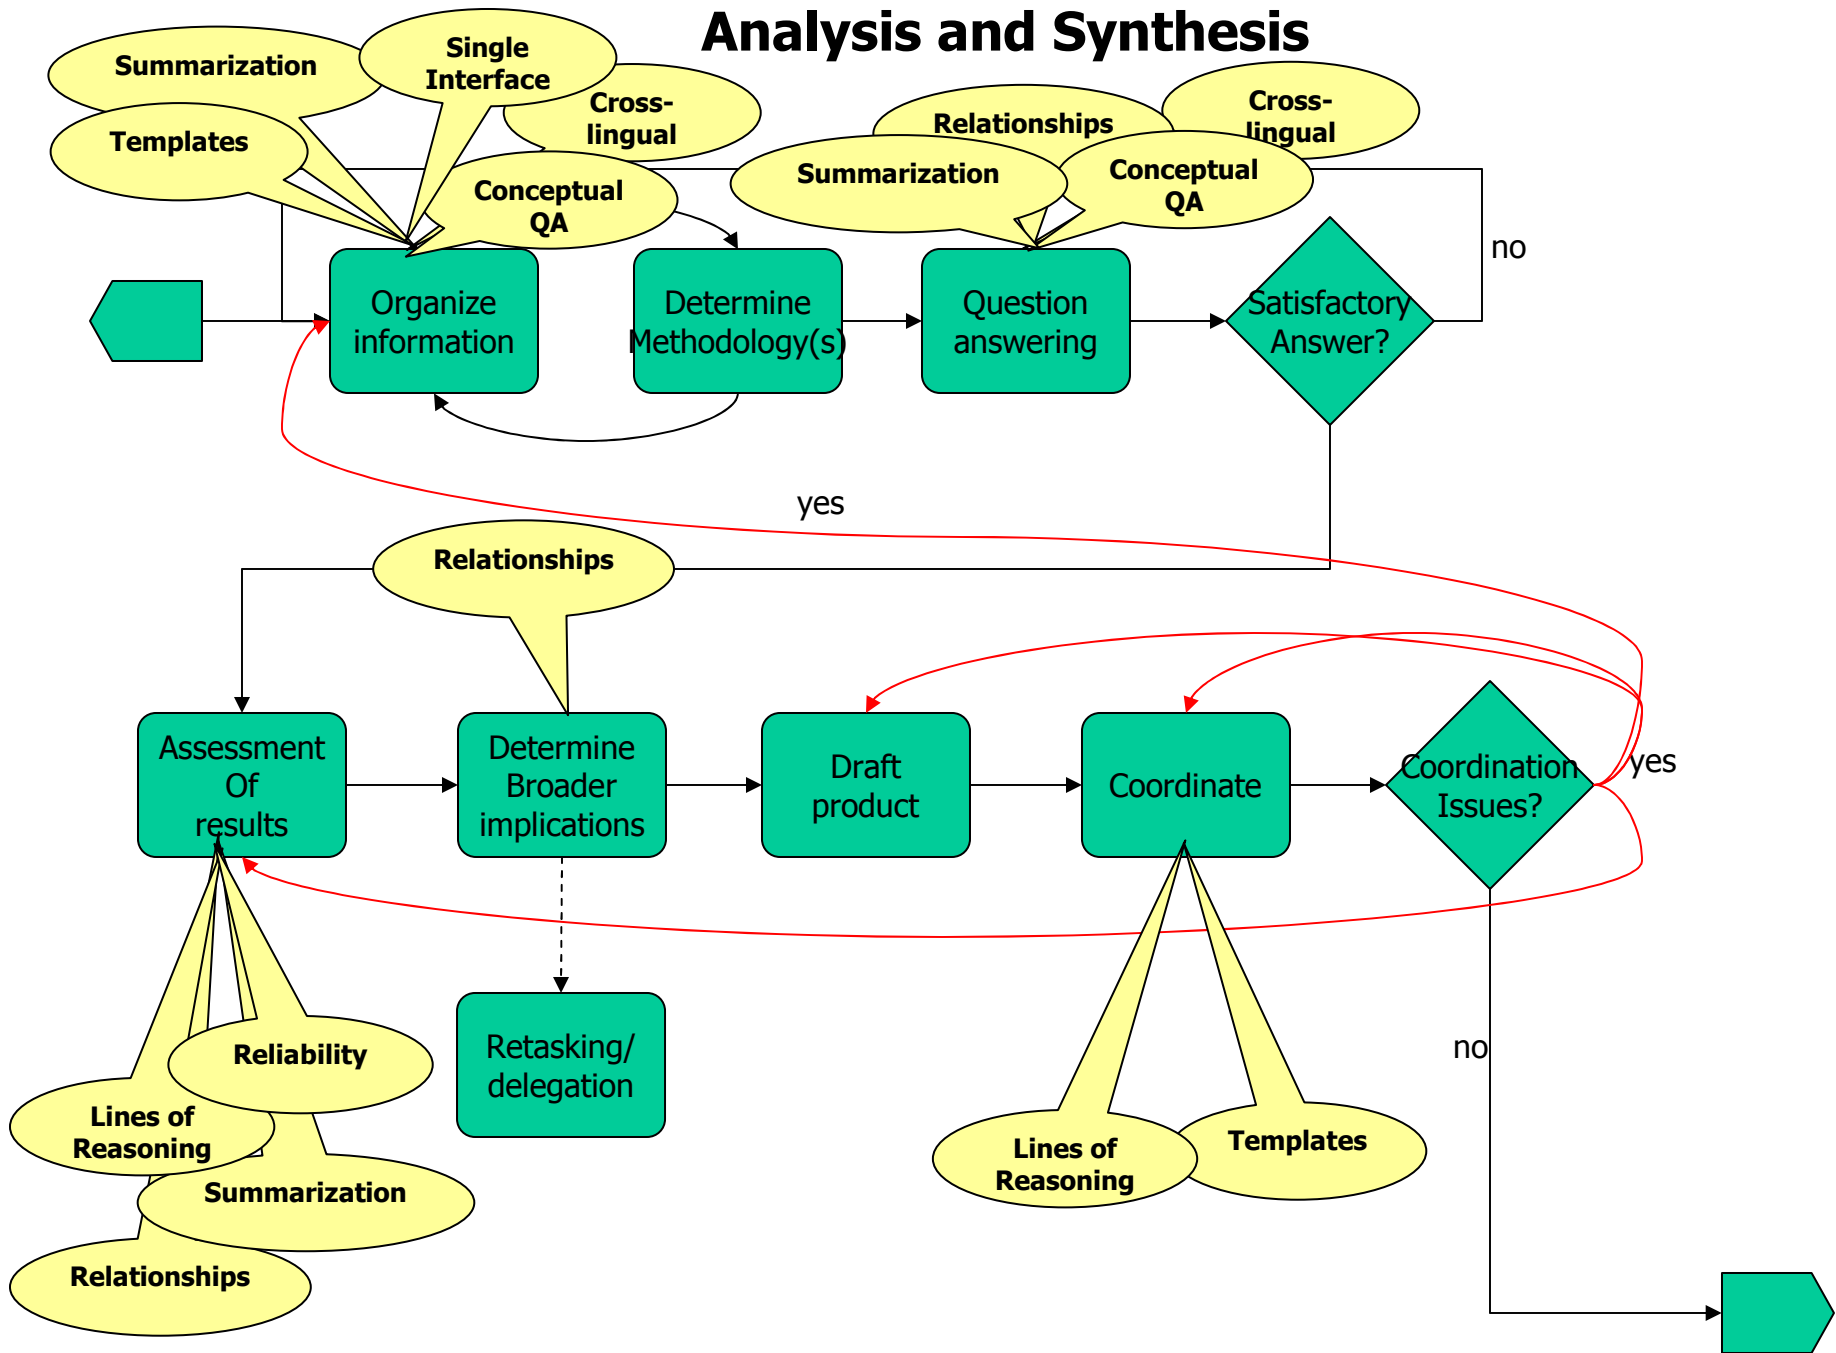 Analysis and Synthesis
Summarization
Single
Interface
Cross-
lingual
Templates
Conceptual
QA
Relationships
Cross-
lingual
Summarization
Conceptual
QA
no
Organize
information
Determine
Methodology(s)
Question
answering
Satisfactory
Answer?
yes
Relationships
Assessment
Of
results
Determine
Broader
implications
Draft
product
Coordinate
Coordination
Issues?
yes
Retasking/
delegation
no
Reliability
Lines of
Reasoning
Summarization
Relationships
Lines of
Reasoning
Templates